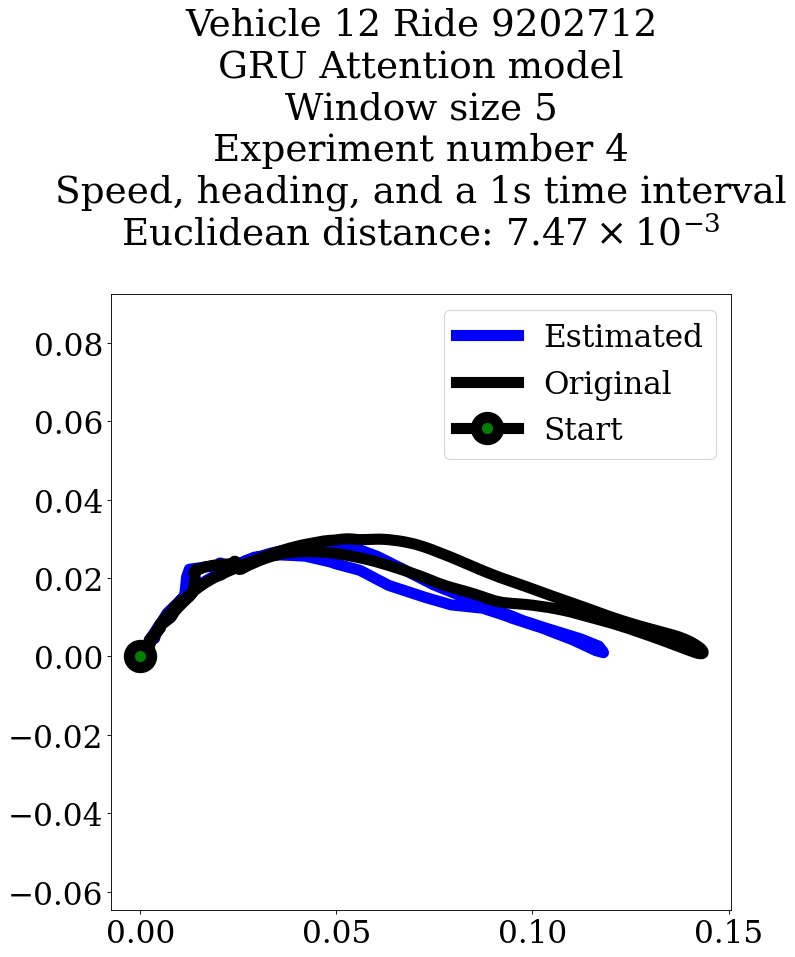 Vehicle 12 Ride 9202712
GRU Attention model
Window size 5
Experiment number 4
Speed, heading, and a 1s time interval
Euclidean distance: 7.47 × 10⁻³
Estimated
Original
Start
0.08
0.06
0.04
0.02
0.00
−0.02
−0.04
−0.06
0.00 0.05 0.10 0.15